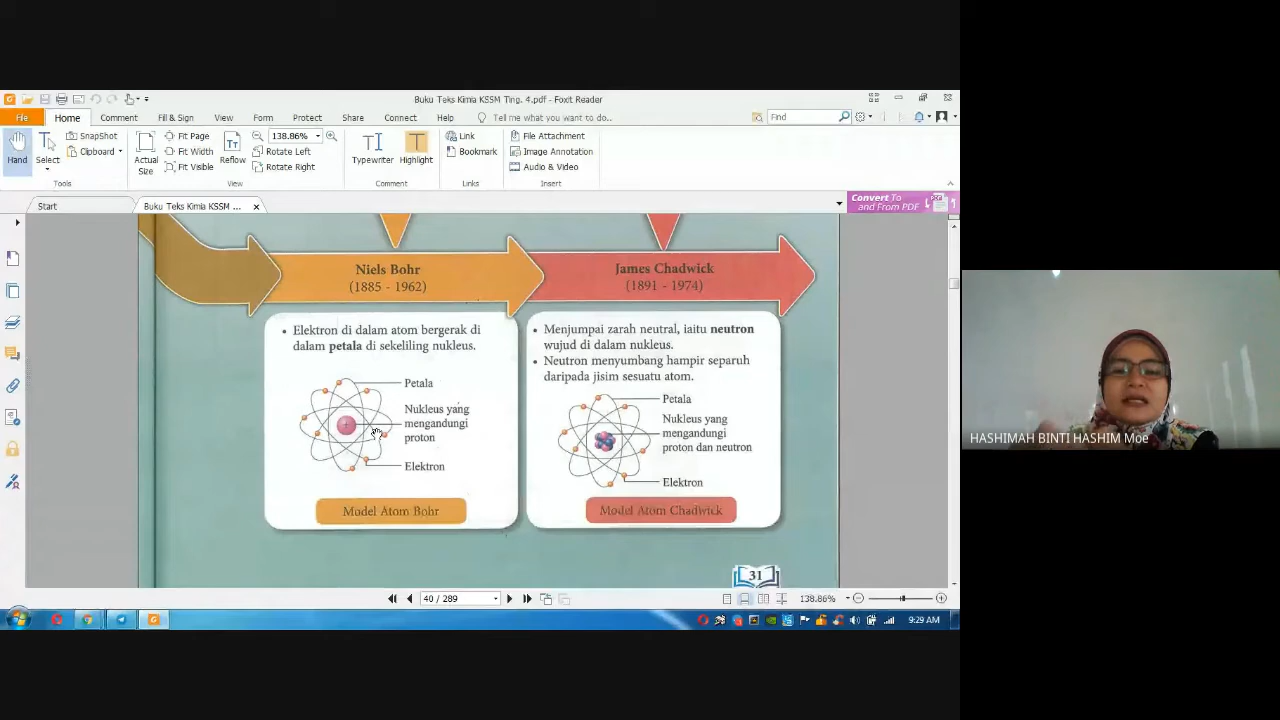 Buku Teks Kimia KSSM Ting. 4.pdf - Foxit Reader
File Home Comment Fill & Sign View Form Protect Share Connect Help Tell me what you want to do.. Find
Hand
Select
SnapShot
Clipboard
Tools
Actual
Size
Fit Page
Fit Width
Fit Visible
Reflow
138.86%
Rotate Left
Rotate Right
View
Typewriter
Highlight
Comment
Link
Bookmark
Links
File Attachment
Image Annotation
Audio & Video
Insert
Start
Buku Teks Kimia KSSM ...
Convert To
and From PDF
Niels Bohr
(1885 - 1962)
• Elektron di dalam atom bergerak di
dalam petala di sekeliling nukleus.
Petala
Nukleus yang
mengandungi
proton
+
Elektron
Model Atom Bohr
James Chadwick
(1891 - 1974)
• Menjumpai zarah neutral, iaitu neutron
wujud di dalam nukleus.
• Neutron menyumbang hampir separuh
daripada jisim sesuatu atom.
Petala
Nukleus yang
mengandungi
proton dan neutron
Elektron
Model Atom Chadwick
31
40 / 289
138.86%
9:29 AM
HASHIMAH BINTI HASHIM Moe